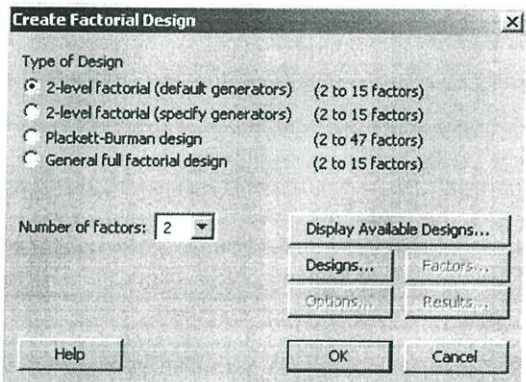 Create Factorial Design
Type of Design
2-level factorial (default generators) (2 to 15 factors)
2-level factorial (specify generators) (2 to 15 factors)
Plackett-Burman design (2 to 47 factors)
General full factorial design (2 to 15 factors)
Number of factors: 2
Display Available Designs...
Designs... Factors...
Options... Results...
Help OK Cancel